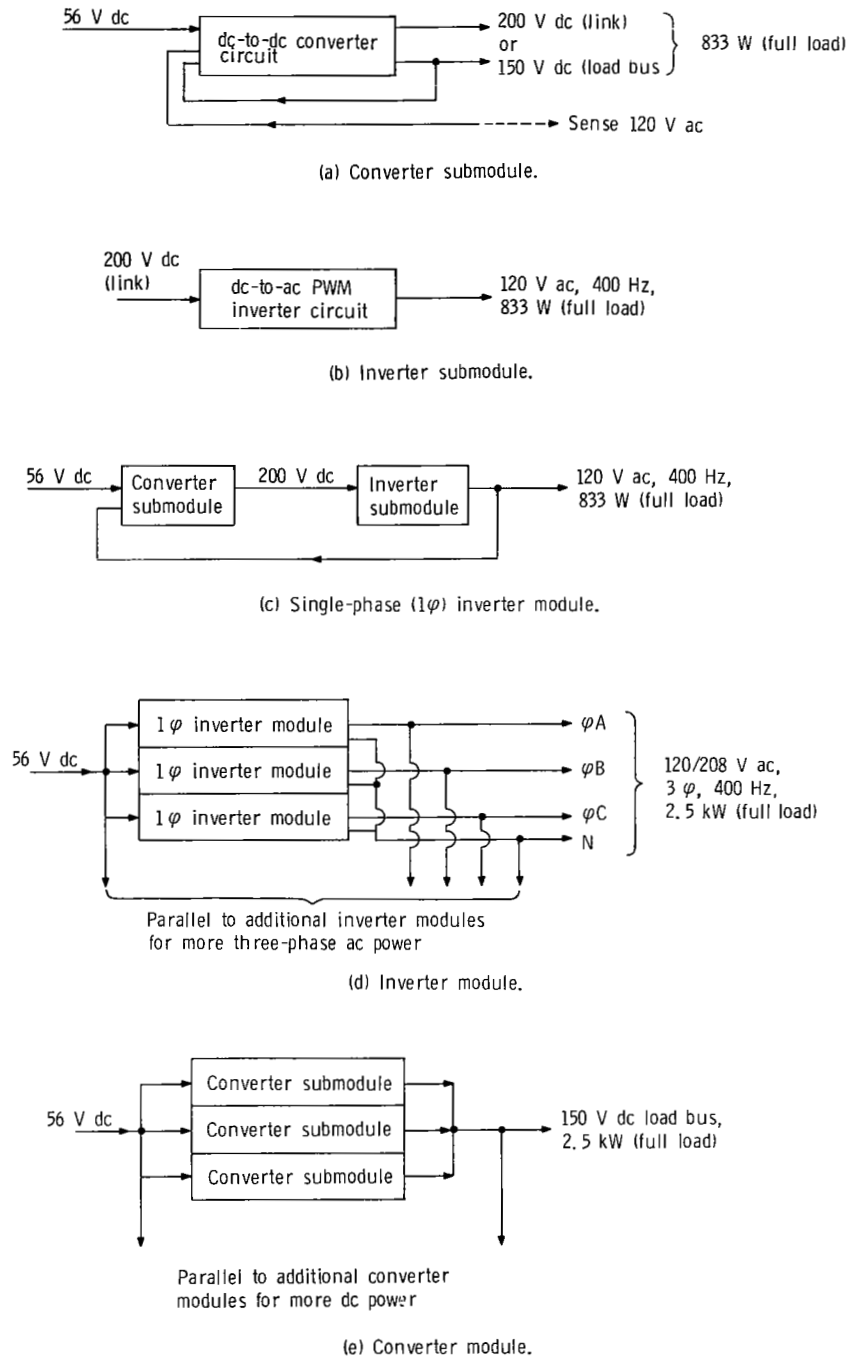 56 V dc
dc-to-dc converter
circuit
200 V dc (link)
or
150 V dc (load bus
833 W (full load)
Sense 120 V ac
(a) Converter submodule.
200 V dc
(link)
dc-to-ac PWM
inverter circuit
120 V ac, 400 Hz,
833 W (full load)
(b) Inverter submodule.
56 V dc
Converter
submodule
200 V dc
Inverter
submodule
120 V ac, 400 Hz,
833 W (full load)
(c) Single-phase (1φ) inverter module.
56 V dc
1φ inverter module
1φ inverter module
1φ inverter module
φA
φB
φC
N
120/208 V ac,
3 φ, 400 Hz,
2.5 kW (full load)
Parallel to additional inverter modules
for more three-phase ac power
(d) Inverter module.
56 V dc
Converter submodule
Converter submodule
Converter submodule
150 V dc load bus,
2.5 kW (full load)
Parallel to additional converter
modules for more dc power
(e) Converter module.